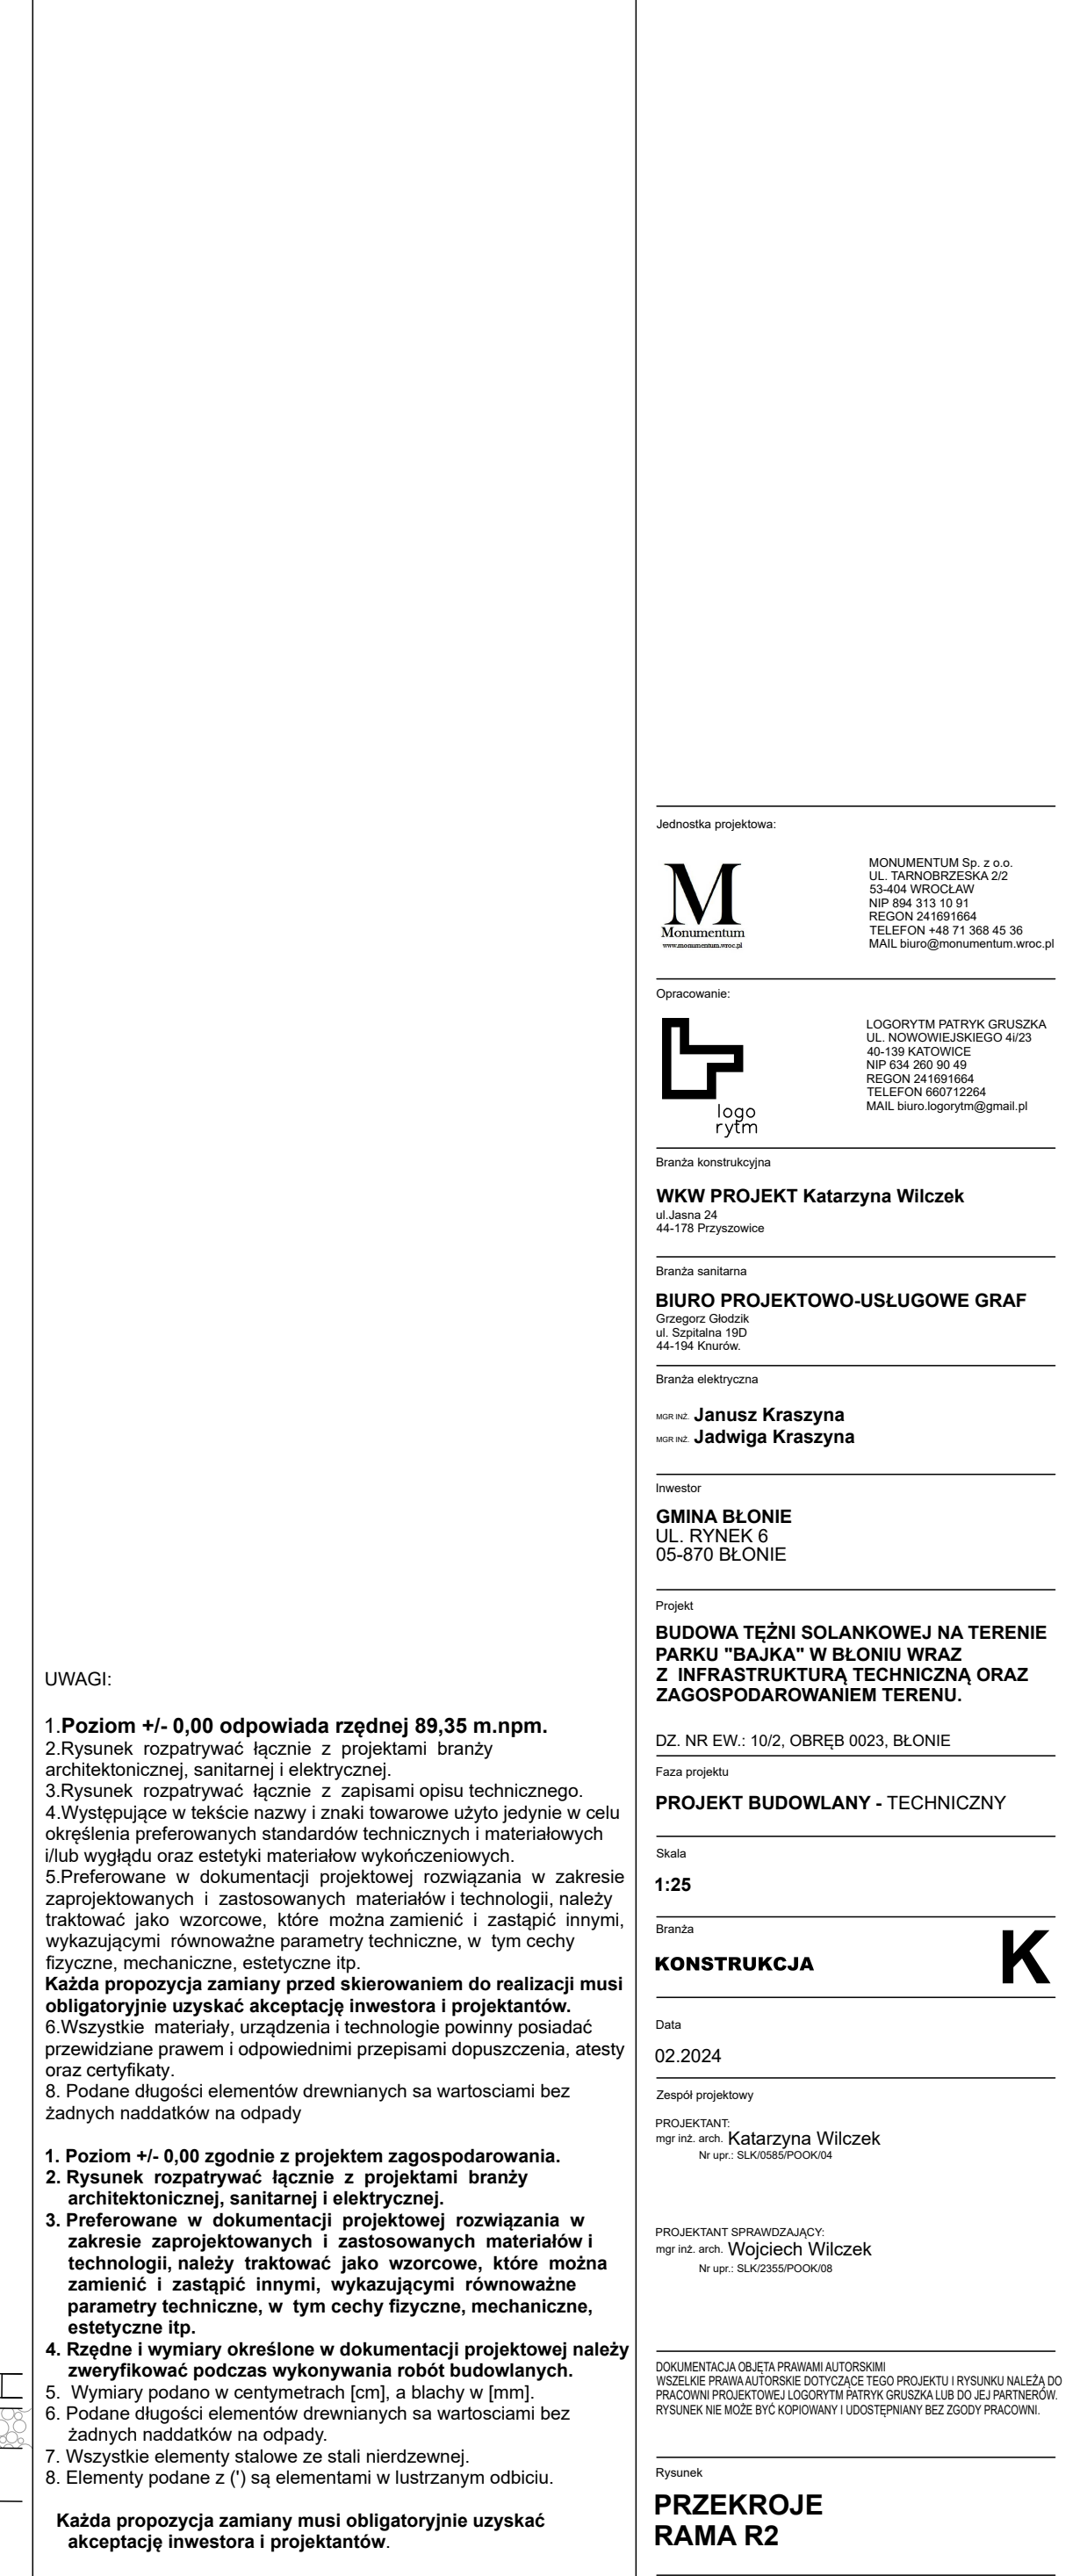 UWAGI:
1.Poziom +/- 0,00 odpowiada rzędnej 89,35 m.npm.
2.Rysunek rozpatrywać łącznie z projektami branży
architektonicznej, sanitarnej i elektrycznej.
3.Rysunek rozpatrywać łącznie z zapisami opisu technicznego.
4.Występujące w tekście nazwy i znaki towarowe użyto jedynie w celu
określenia preferowanych standardów technicznych i materiałowych
i/lub wygłądu oraz estetyki materiałow wykończeniowych.
5.Preferowane w dokumentacji projektowej rozwiązania w zakresie
zaprojektowanych i zastosowanych materiałów i technologii, należy
traktować jako wzorcowe, które można zamienić i zastąpić innymi,
wykazującymi równoważne parametry techniczne, w tym cechy
fizyczne, mechaniczne, estetyczne itp.
Każda propozycja zamiany przed skierowaniem do realizacji musi
obligatoryjnie uzyskać akceptację inwestora i projektantów.
6.Wszystkie materiały, urządzenia i technologie powinny posiadać
przewidziane prawem i odpowiednimi przepisami dopuszczenia, atesty
oraz certyfikaty.
8. Podane długości elementów drewnianych sa wartosciami bez
żadnych naddatków na odpady
1. Poziom +/- 0,00 zgodnie z projektem zagospodarowania.
2. Rysunek rozpatrywać łącznie z projektami branży
architektonicznej, sanitarnej i elektrycznej.
3. Preferowane w dokumentacji projektowej rozwiązania w
zakresie zaprojektowanych i zastosowanych materiałów i
technologii, należy traktować jako wzorcowe, które można
zamienić i zastąpić innymi, wykazującymi równoważne
parametry techniczne, w tym cechy fizyczne, mechaniczne,
estetyczne itp.
4. Rzędne i wymiary określone w dokumentacji projektowej należy
zweryfikować podczas wykonywania robót budowlanych.
5. Wymiary podano w centymetrach [cm], a blachy w [mm].
6. Podane długości elementów drewnianych sa wartosciami bez
żadnych naddatków na odpady.
7. Wszystkie elementy stalowe ze stali nierdzewnej.
8. Elementy podane z (') są elementami w lustrzanym odbiciu.
Każda propozycja zamiany musi obligatoryjnie uzyskać
akceptację inwestora i projektantów.
Jednostka projektowa:
M
Monumentum
www.monumentum.wroc.pl
MONUMENTUM Sp. z o.o.
UL. TARNOBRZESKA 2/2
53-404 WROCŁAW
NIP 894 313 10 91
REGON 241691664
TELEFON +48 71 368 45 36
MAIL biuro@monumentum.wroc.pl
Opracowanie:
logo
rytm
LOGORYTM PATRYK GRUSZKA
UL. NOWOWIEJSKIEGO 4i/23
40-139 KATOWICE
NIP 634 260 90 49
REGON 241691664
TELEFON 660712264
MAIL biuro.logorytm@gmail.pl
Branża konstrukcyjna
WKW PROJEKT Katarzyna Wilczek
ul.Jasna 24
44-178 Przyszowice
Branża sanitarna
BIURO PROJEKTOWO-USŁUGOWE GRAF
Grzegorz Głodzik
ul. Szpitalna 19D
44-194 Knurów.
Branża elektryczna
MGR INŻ. Janusz Kraszyna
MGR INŻ. Jadwiga Kraszyna
Inwestor
GMINA BŁONIE
UL. RYNEK 6
05-870 BŁONIE
Projekt
BUDOWA TĘŻNI SOLANKOWEJ NA TERENIE
PARKU "BAJKA" W BŁONIU WRAZ
Z INFRASTRUKTURĄ TECHNICZNĄ ORAZ
ZAGOSPODAROWANIEM TERENU.
DZ. NR EW.: 10/2, OBRĘB 0023, BŁONIE
Faza projektu
PROJEKT BUDOWLANY - TECHNICZNY
Skala
1:25
Branża
KONSTRUKCJA K
Data
02.2024
Zespół projektowy
PROJEKTANT:
mgr inż. arch. Katarzyna Wilczek
Nr upr.: SLK/0585/POOK/04
PROJEKTANT SPRAWDZAJĄCY:
mgr inż. arch. Wojciech Wilczek
Nr upr.: SLK/2355/POOK/08
DOKUMENTACJA OBJĘTA PRAWAMI AUTORSKIMI
WSZELKIE PRAWA AUTORSKIE DOTYCZĄCE TEGO PROJEKTU I RYSUNKU NALEŻĄ DO
PRACOWNI PROJEKTOWEJ LOGORYTM PATRYK GRUSZKA LUB DO JEJ PARTNERÓW.
RYSUNEK NIE MOŻE BYĆ KOPIOWANY I UDOSTĘPNIANY BEZ ZGODY PRACOWNI.
Rysunek
PRZEKROJE
RAMA R2